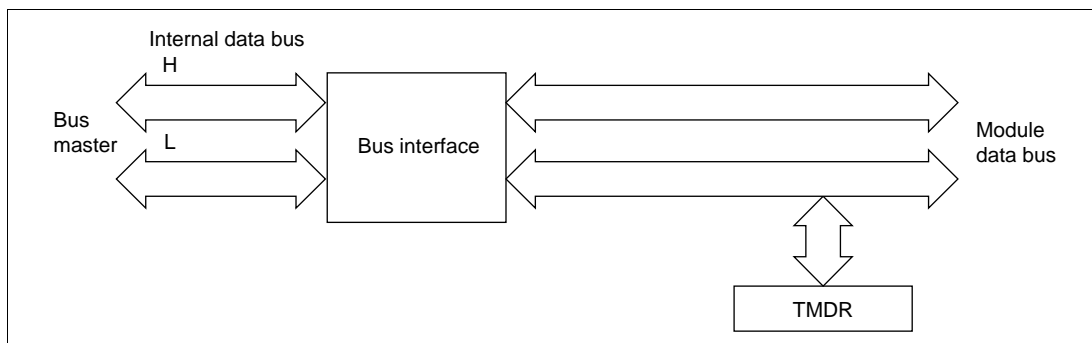 Internal data bus
H
Bus
master
L
Bus interface
Module
data bus
TMDR